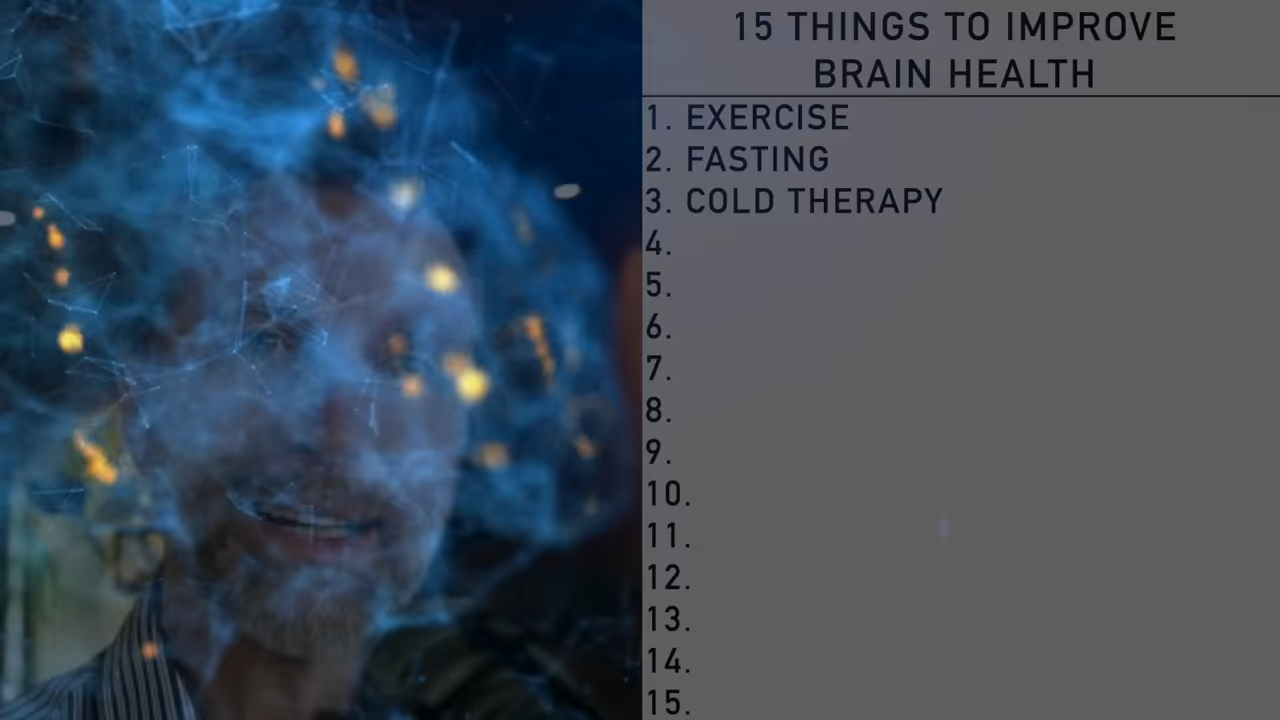 15 THINGS TO IMPROVE
BRAIN HEALTH
1. EXERCISE
2. FASTING
3. COLD THERAPY
4.
5.
6.
7.
8.
9.
10.
11.
12.
13.
14.
15.